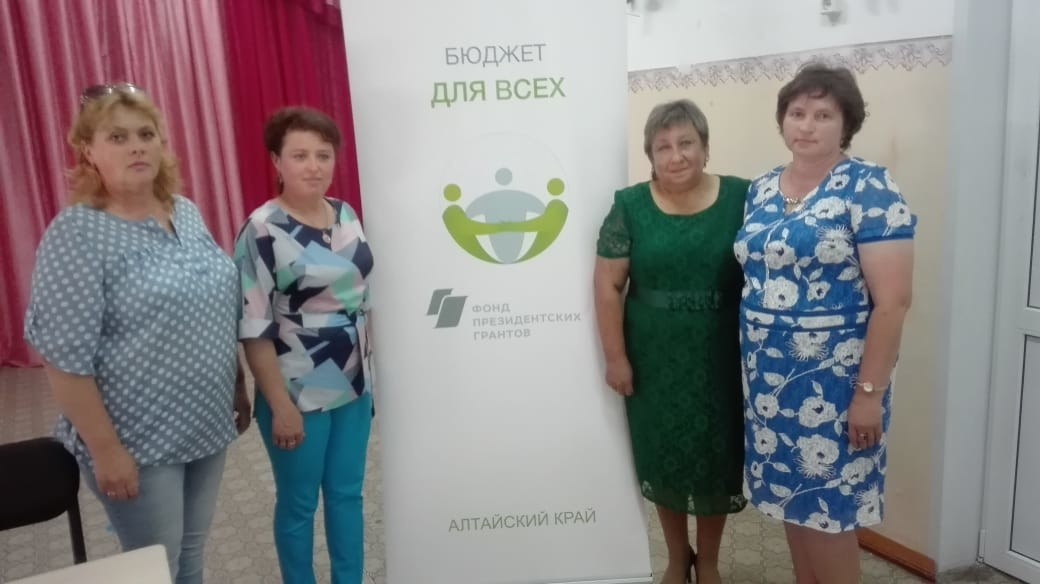 БЮДЖЕТ
ДЛЯ ВСЕХ
ФОНД
ПРЕЗИДЕНТСКИХ
ГРАНТОВ
АЛТАЙСКИЙ КРАЙ